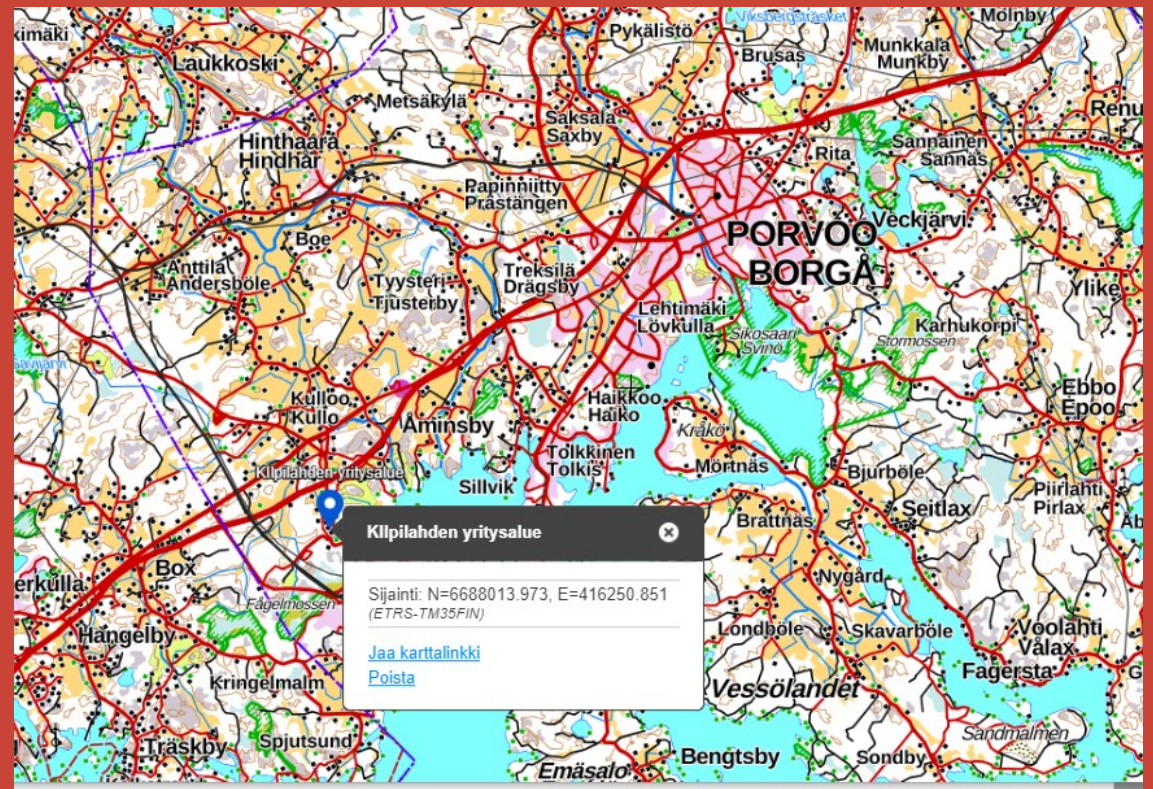 kimäki
Laukkoski
Viksbergsträsket
Molnby
Pykälistö
Brusas
Munkkala
Munkby
Metsäkylä
Renu
Saksala
Saxby
Hinthaara
Hindhår
Rita
Sannainen
Sannäs
Papinniitty
Prästängen
PORVOO
BORGÅ
Veckjärvi
Boe
Anttila
Andersböle
Tyysteri
Tjusterby
Treksilä
Drägsby
Ylike
Lehtimäki
Lövkulla
Sikosaari
Svinö
Karhukorpi
Stormossen
Savijärvi
Kulloo
Kullo
Haikkoo
Haiko
Ebbo
Epoo
Åminsby
Kråkö
Tolkkinen
Tolkis
KIlpilahden yritysalue
Sillvik
Mörtnäs
Bjurböle
Piirlahti
Pirlax
Seitlax
Brattnäs
Åb
KIlpilahden yritysalue
Sijainti: N=6688013.973, E=416250.851
(ETRS-TM35FIN)
Jaa karttalinkki
Poista
Box
erkulla
Fågelmossen
Nygård
Hangelby
Londböle
Skavarböle
Voolahti
Vålax
Fagersta
Kringelmalm
Vessölandet
G
Träskby
Spjutsund
Sandmalmen
Bengtsby
Sondby
Emäsalo